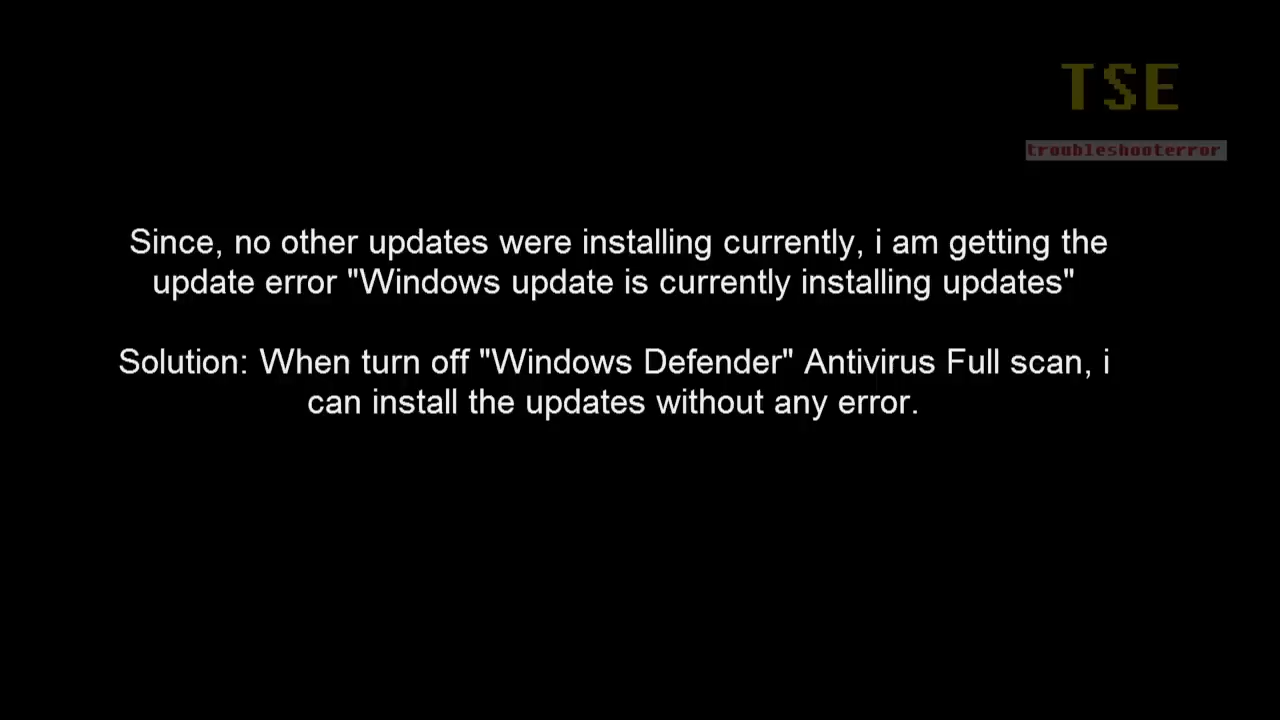 TSE
troubleshooterror
Since, no other updates were installing currently, i am getting the
update error "Windows update is currently installing updates"
Solution: When turn off "Windows Defender" Antivirus Full scan, i
can install the updates without any error.